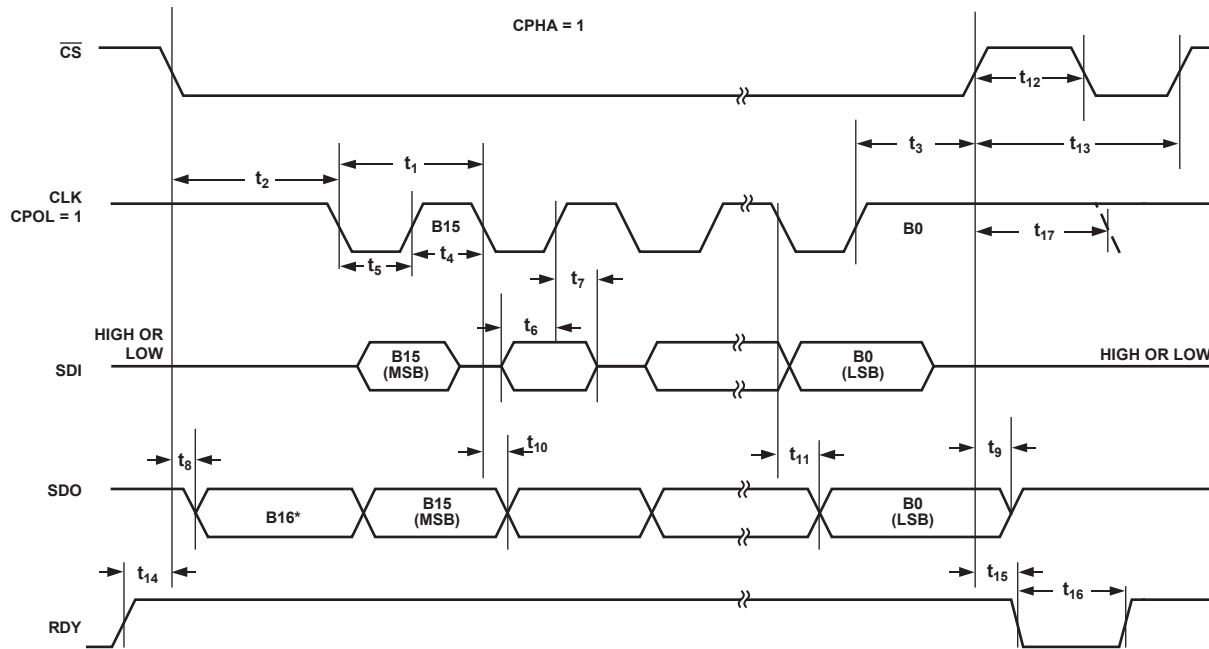 CPHA = 1
CS
t12
t1
t3
t13
t2
CLK
CPOL = 1
B15
B0
t17
t5
t4
t7
t6
HIGH OR
LOW
SDI
B15
(MSB)
B0
(LSB)
HIGH OR LOW
t8
t10
t11
t9
SDO
B16*
B15
(MSB)
B0
(LSB)
t14
t15
t16
RDY